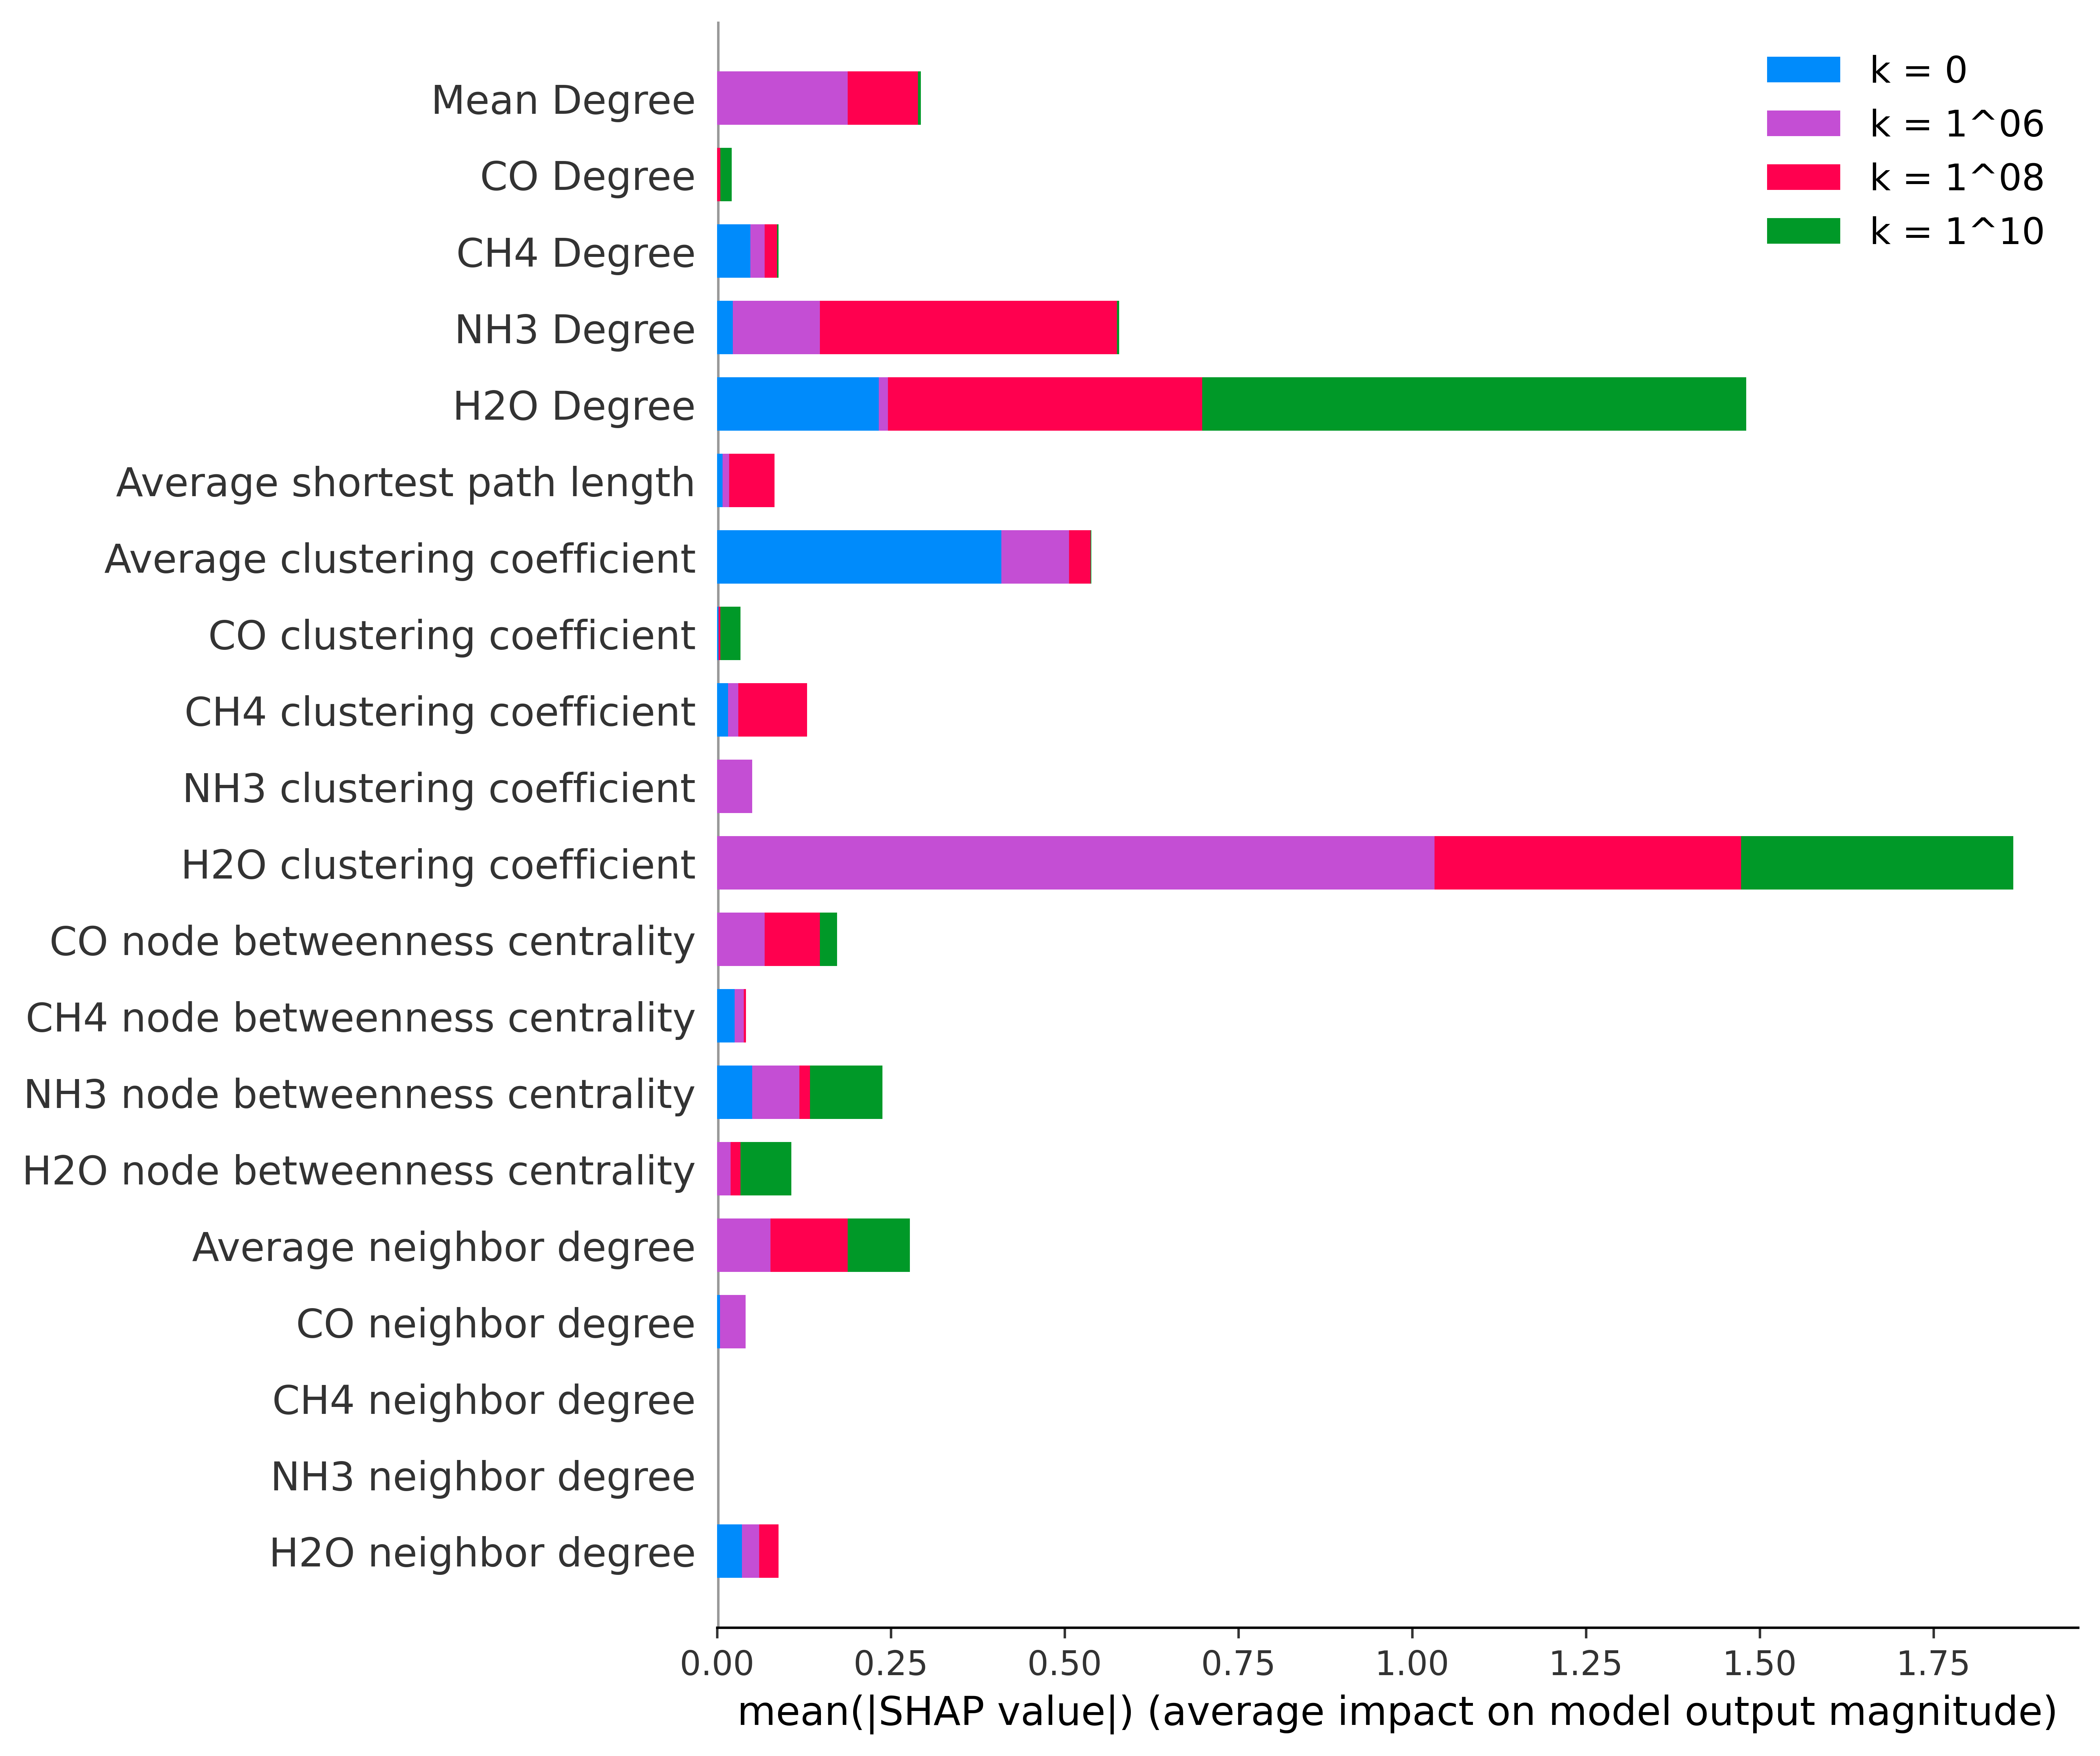 Mean Degree
CO Degree
CH4 Degree
NH3 Degree
H2O Degree
Average shortest path length
Average clustering coefficient
CO clustering coefficient
CH4 clustering coefficient
NH3 clustering coefficient
H2O clustering coefficient
CO node betweenness centrality
CH4 node betweenness centrality
NH3 node betweenness centrality
H2O node betweenness centrality
Average neighbor degree
CO neighbor degree
CH4 neighbor degree
NH3 neighbor degree
H2O neighbor degree
k = 0
k = 1^06
k = 1^08
k = 1^10
0.00 0.25 0.50 0.75 1.00 1.25 1.50 1.75
mean(|SHAP value|) (average impact on model output magnitude)